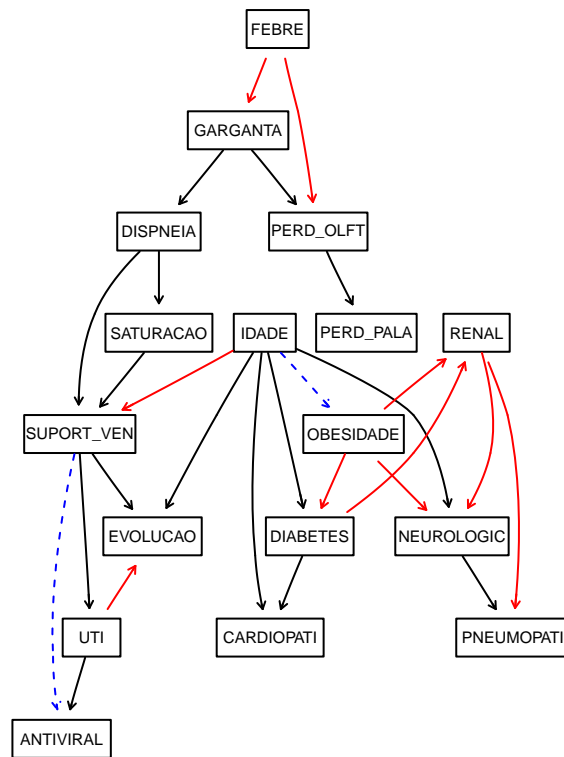 FEBRE
GARGANTA
DISPNEIA
PERD_OLFT
SATURACAO
IDADE
PERD_PALA
RENAL
SUPORT_VEN
OBESIDADE
EVOLUCAO
DIABETES
NEUROLOGIC
UTI
CARDIOPATI
PNEUMOPATI
ANTIVIRAL